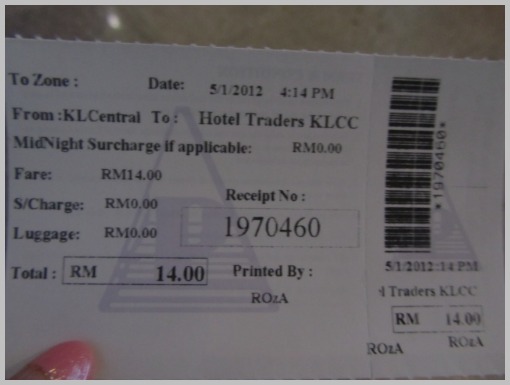 To Zone : Date: 5/1/2012 4:14 PM
From :KLCentral To : Hotel Traders KLCC
MidNight Surcharge if applicable: RM0.00
Fare: RM14.00
S/Charge: RM0.00 Receipt No :
Luggage: RM0.00 1970460
Total : RM 14.00 Printed By :
ROzA
*1970460*
5/1/2012 :14 PM
Traders KLCC
RM 14.00
ROzA ROzA